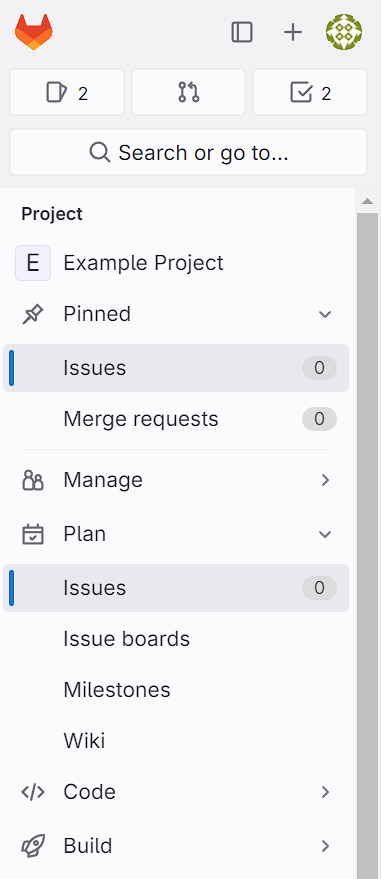 2 2
Search or go to...
Project
E Example Project
Pinned
Issues 0
Merge requests 0
Manage
Plan
Issues 0
Issue boards
Milestones
Wiki
Code
Build